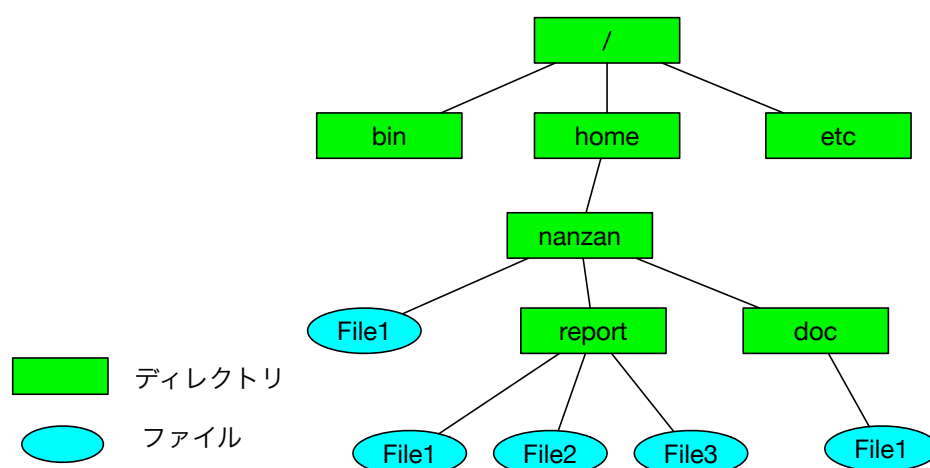 /
bin home etc
nanzan
File1 report doc
ディレクトリ
ファイル
File1 File2 File3 File1